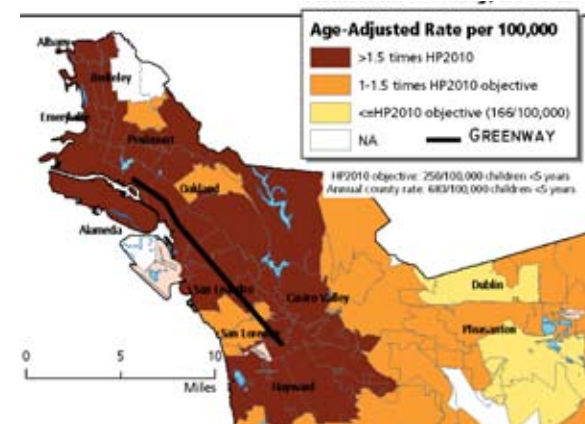 Age-Adjusted Rate per 100,000
>1.5 times HP2010
1-1.5 times HP2010 objective
<=HP2010 objective (166/100,000)
NA
GREENWAY
HP2010 objective: 250/100,000 children <5 years
Annual county rate: 680/100,000 children <5 years
Albany
Berkeley
Emeryville
Piedmont
Oakland
Alameda
San Leandro
Castro Valley
San Lorenzo
Hayward
Dublin
Pleasanton
0
5
10
Miles